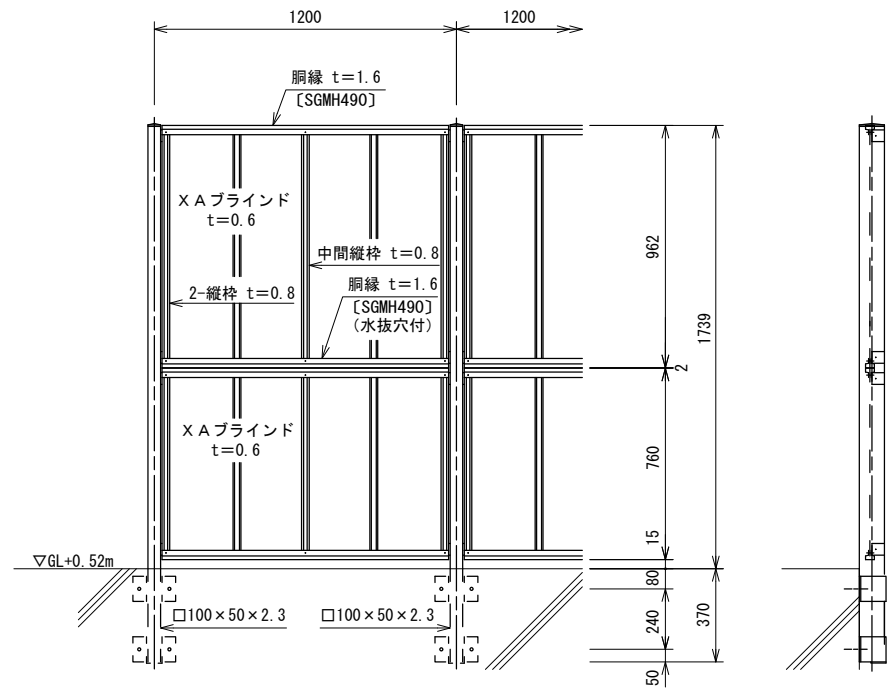 1200
1200
胴縁 t=1.6
[SGMH490]
XAブラインド
t=0.6
中間縦枠 t=0.8
2-縦枠 t=0.8
胴縁 t=1.6
[SGMH490]
(水抜穴付)
962
1739
2
XAブラインド
t=0.6
760
15
▽GL+0.52m
80
370
□100×50×2.3
□100×50×2.3
240
50